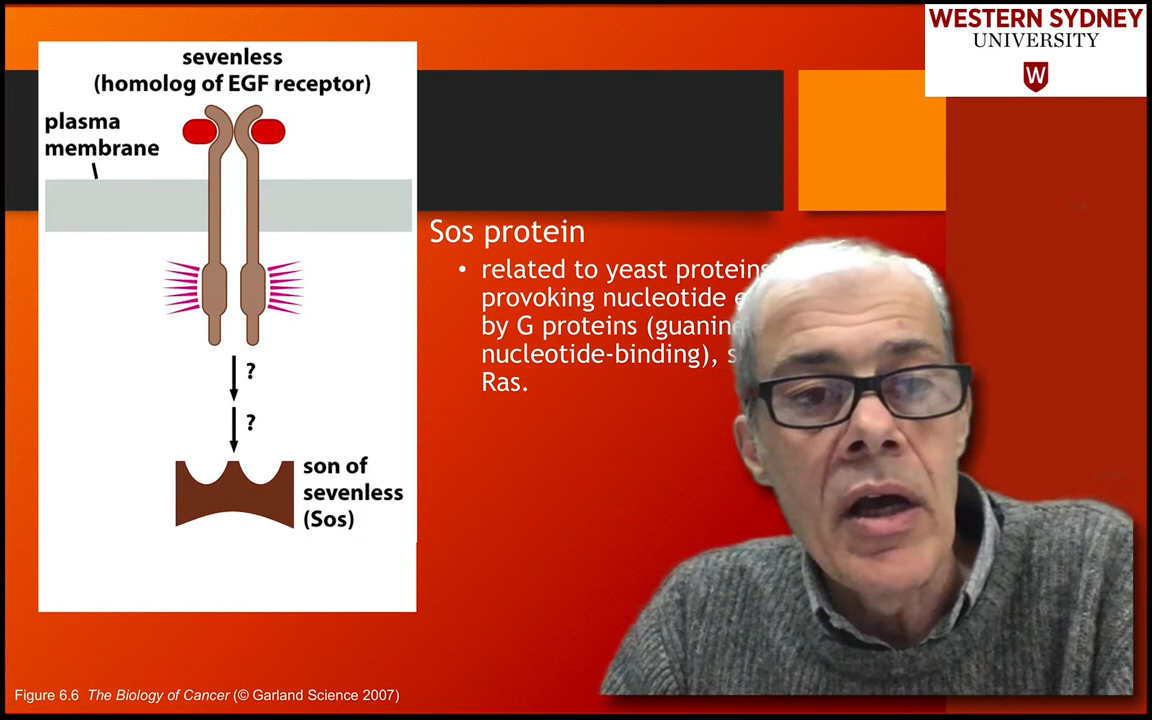 WESTERN SYDNEY
UNIVERSITY
W
sevenless
(homolog of EGF receptor)
plasma
membrane
?
?
son of
sevenless
(Sos)
Sos protein
• related to yeast proteins
provoking nucleotide
by G proteins (guanine
nucleotide-binding),
Ras.
Figure 6.6 The Biology of Cancer (© Garland Science 2007)